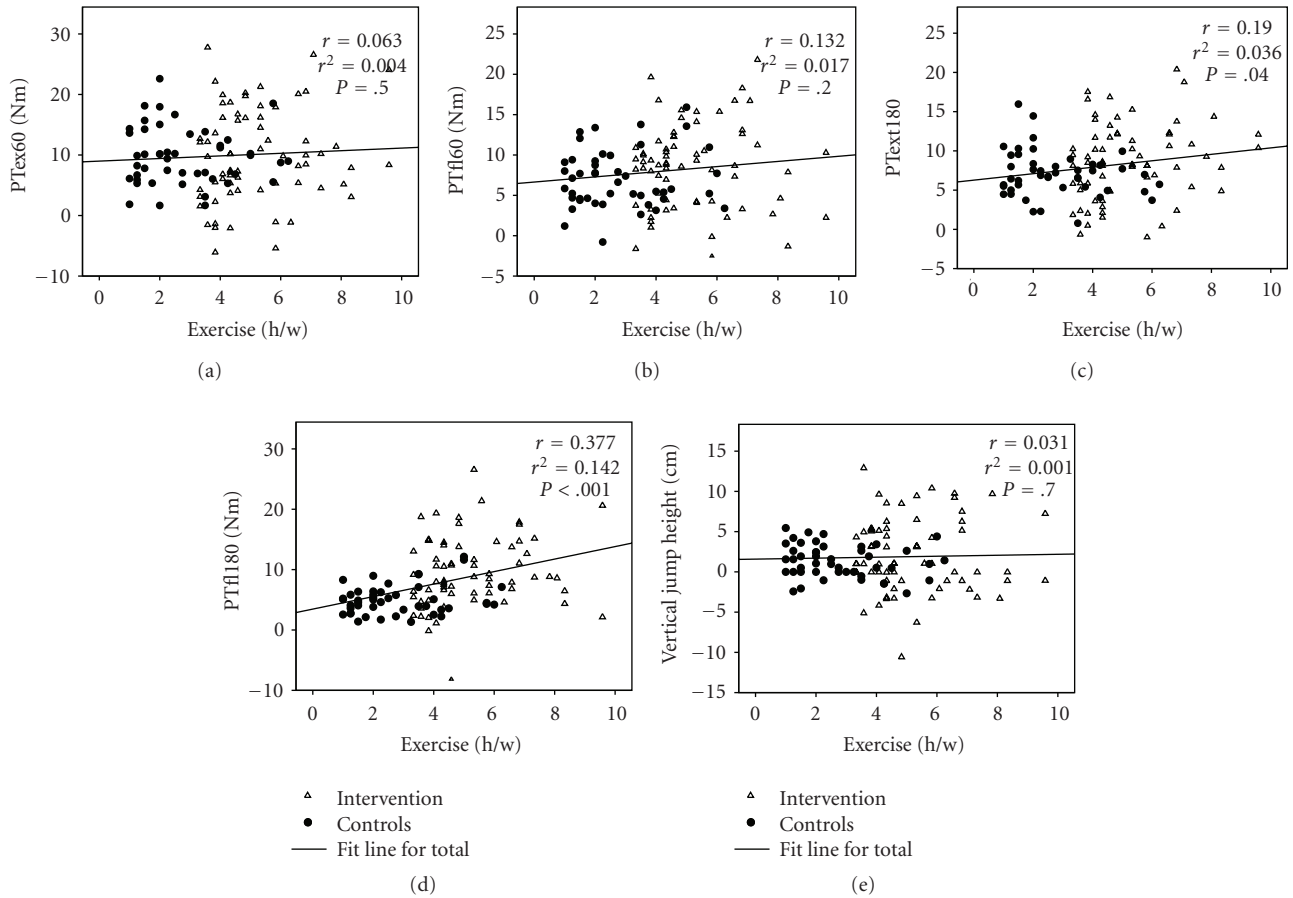 30
20
10
0
−10
PTex60 (Nm)
r = 0.063
r² = 0.004
P = .5
0 2 4 6 8 10
Exercise (h/w)
(a)
25
20
15
10
5
0
−5
PTfl60 (Nm)
r = 0.132
r² = 0.017
P = .2
0 2 4 6 8 10
Exercise (h/w)
(b)
25
20
15
10
5
0
−5
PText180
r = 0.19
r² = 0.036
P = .04
0 2 4 6 8 10
Exercise (h/w)
(c)
30
20
10
0
−10
PTfl180 (Nm)
r = 0.377
r² = 0.142
P < .001
0 2 4 6 8 10
Exercise (h/w)
Intervention
Controls
Fit line for total
(d)
15
10
5
0
−5
−10
−15
Vertical jump height (cm)
r = 0.031
r² = 0.001
P = .7
0 2 4 6 8 10
Exercise (h/w)
Intervention
Controls
Fit line for total
(e)